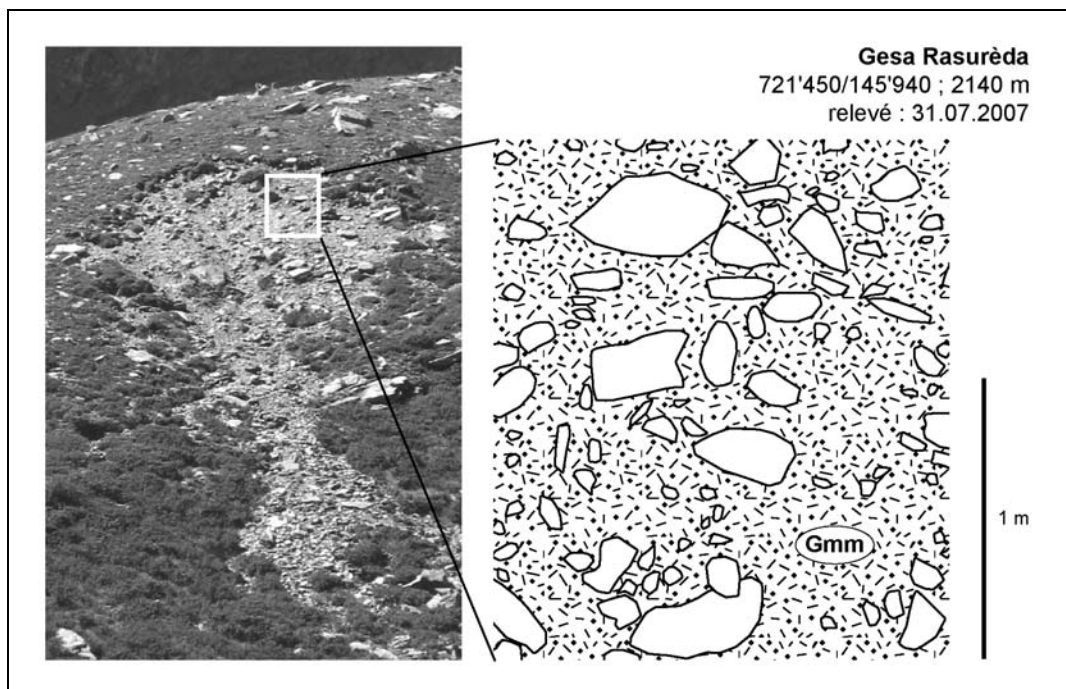 Gesa Rasurèda
721'450/145'940 ; 2140 m
relevé : 31.07.2007
1 m
Gmm